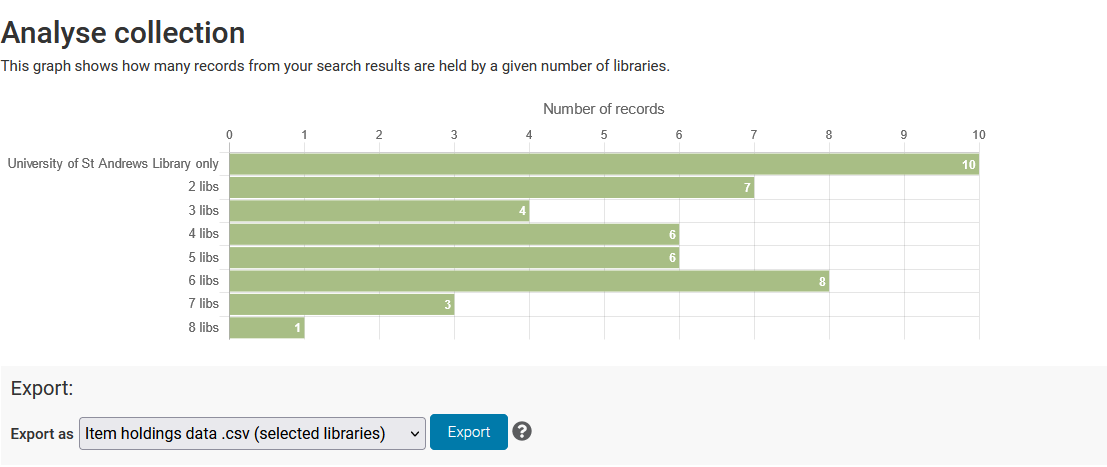 Analyse collection
This graph shows how many records from your search results are held by a given number of libraries.
Number of records
0 1 2 3 4 5 6 7 8 9 10
University of St Andrews Library only 10
2 libs 7
3 libs 4
4 libs 6
5 libs 6
6 libs 8
7 libs 3
8 libs 1
Export:
Export as Item holdings data .csv (selected libraries) Export ?